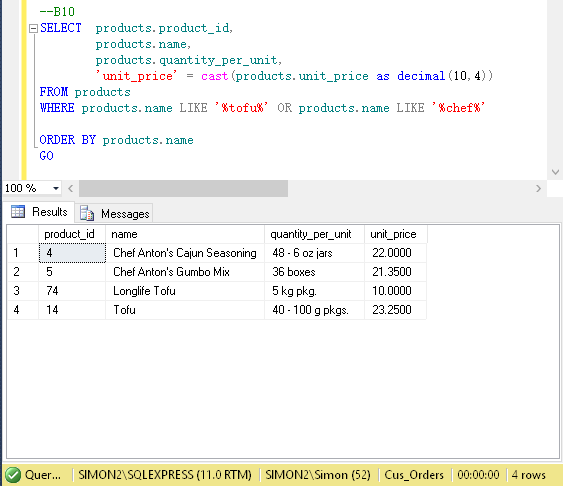 --B10
SELECT products.product_id,
products.name,
products.quantity_per_unit,
'unit_price' = cast(products.unit_price as decimal(10,4))
FROM products
WHERE products.name LIKE '%tofu%' OR products.name LIKE '%chef%'
ORDER BY products.name
GO
100 %
Results Messages
product_id name quantity_per_unit unit_price
1 4 Chef Anton's Cajun Seasoning 48 - 6 oz jars 22.0000
2 5 Chef Anton's Gumbo Mix 36 boxes 21.3500
3 74 Longlife Tofu 5 kg pkg. 10.0000
4 14 Tofu 40 - 100 g pkgs. 23.2500
Quer... SIMON2\SQLEXPRESS (11.0 RTM) SIMON2\Simon (52) Cus_Orders 00:00:00 4 rows